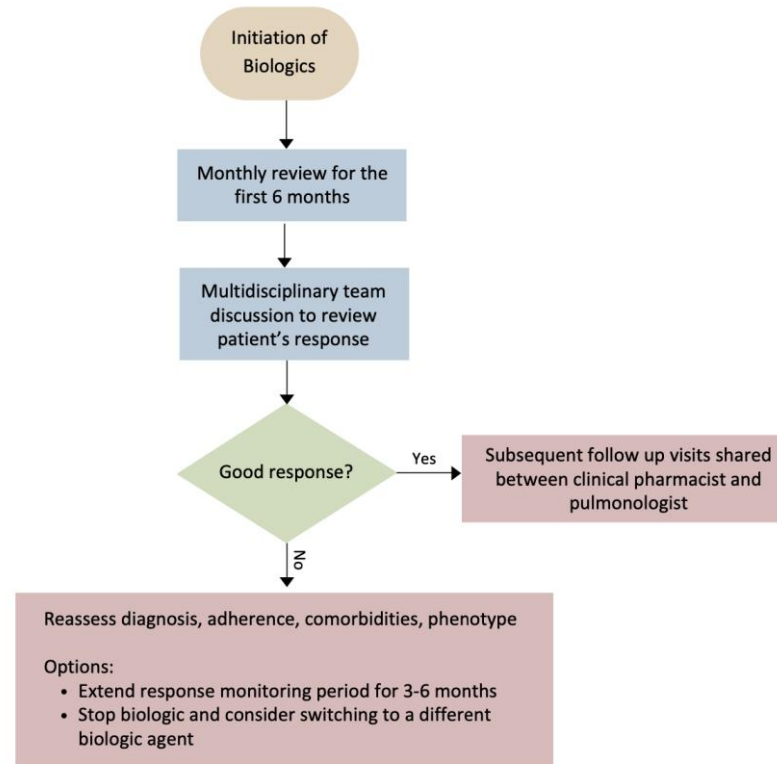 Initiation of
Biologics
Monthly review for the
first 6 months
Multidisciplinary team
discussion to review
patient’s response
Good response?
Yes
Subsequent follow up visits shared
between clinical pharmacist and
pulmonologist
No
Reassess diagnosis, adherence, comorbidities, phenotype
Options:
• Extend response monitoring period for 3-6 months
• Stop biologic and consider switching to a different
biologic agent